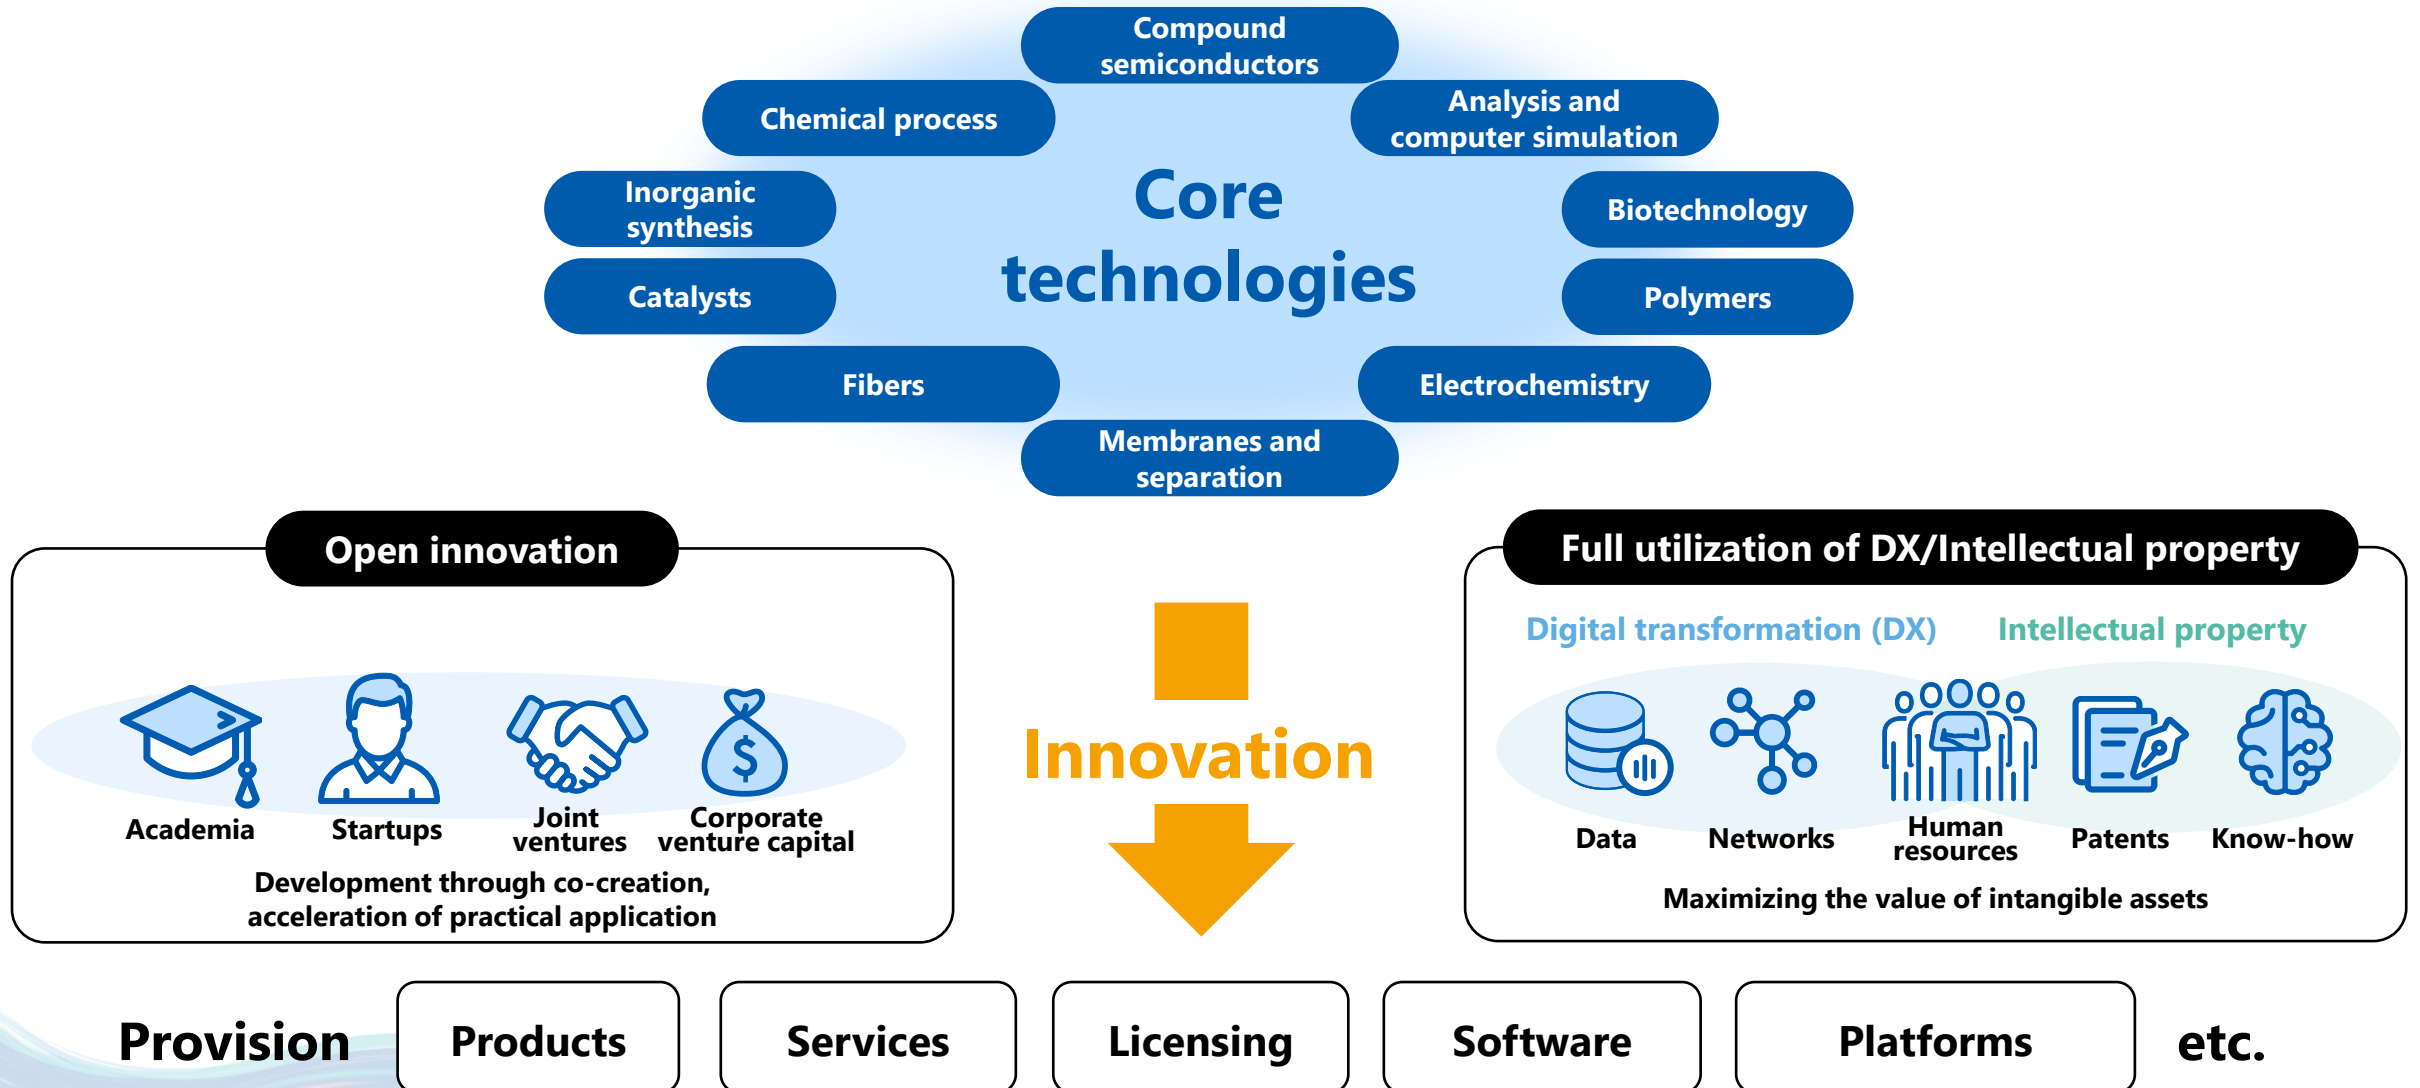 Compound
semiconductors
Chemical process
Analysis and
computer simulation
Inorganic
synthesis
Biotechnology
Core
technologies
Catalysts
Polymers
Fibers
Electrochemistry
Membranes and
separation
Open innovation
Academia
Startups
Joint
ventures
Corporate
venture capital
Development through co-creation,
acceleration of practical application
Innovation
Full utilization of DX/Intellectual property
Digital transformation (DX)
Intellectual property
Data
Networks
Human
resources
Patents
Know-how
Maximizing the value of intangible assets
Provision
Products
Services
Licensing
Software
Platforms
etc.